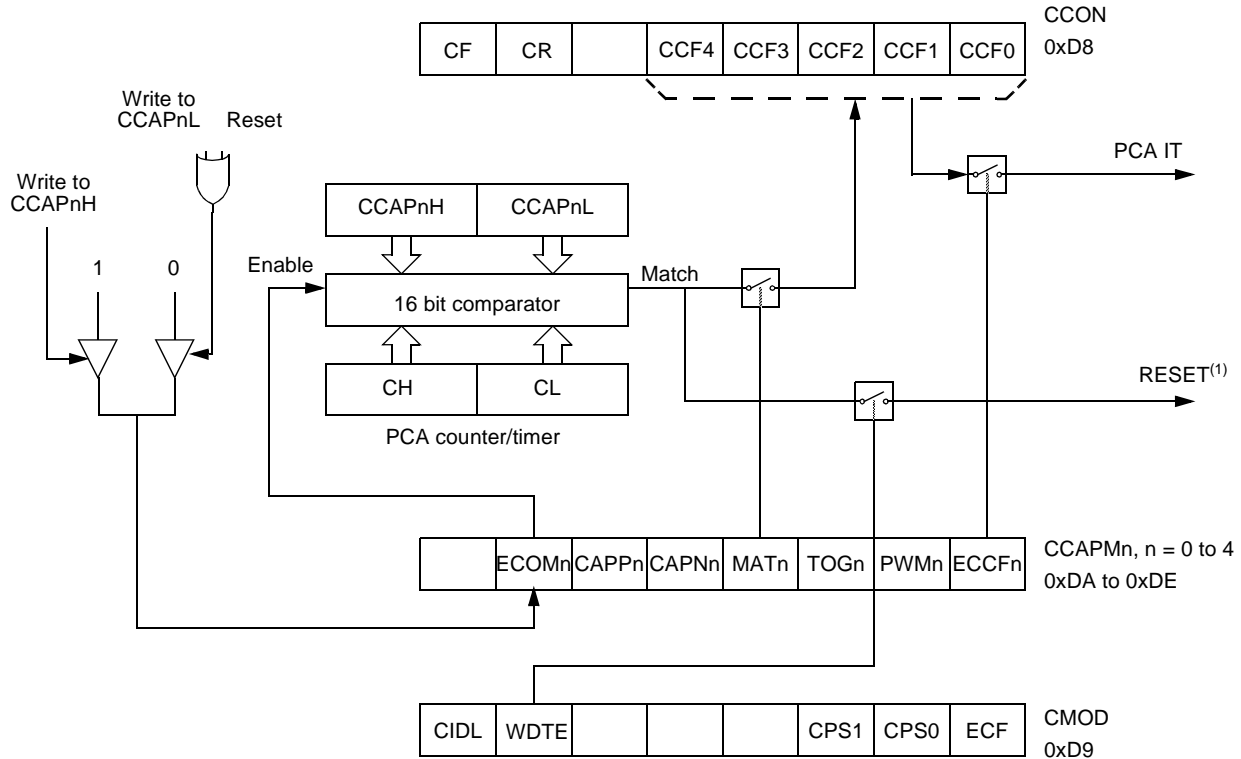 CCON
0xD8
CF CR CCF4 CCF3 CCF2 CCF1 CCF0
Write to
CCAPnL Reset
Write to
CCAPnH
PCA IT
CCAPnH CCAPnL
1 0
Enable
Match
16 bit comparator
CH CL
RESET(1)
PCA counter/timer
ECOMn CAPPn CAPNn MATn TOGn PWMn ECCFn
CCAPMn, n = 0 to 4
0xDA to 0xDE
CIDL WDTE CPS1 CPS0 ECF
CMOD
0xD9